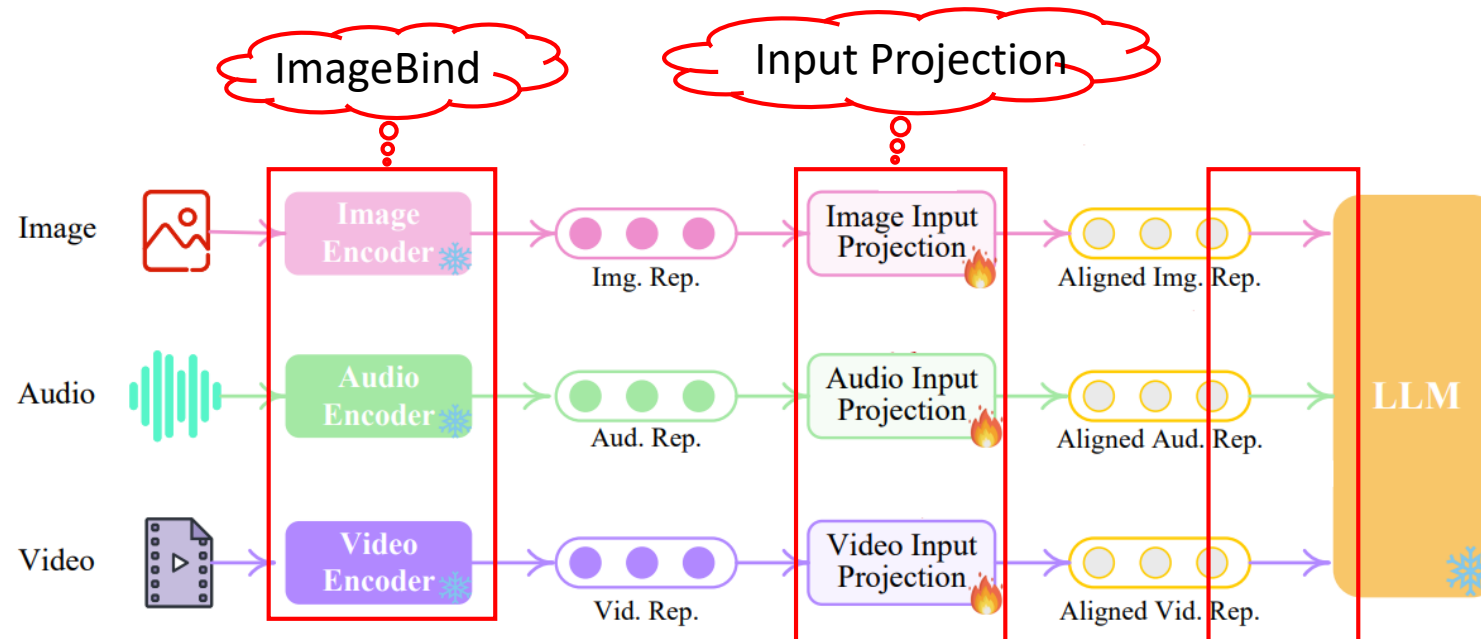 ImageBind
Input Projection
Image
Image
Encoder
Img. Rep.
Image Input
Projection
Aligned Img. Rep.
Audio
Audio
Encoder
Aud. Rep.
Audio Input
Projection
Aligned Aud. Rep.
LLM
Video
Video
Encoder
Vid. Rep.
Video Input
Projection
Aligned Vid. Rep.